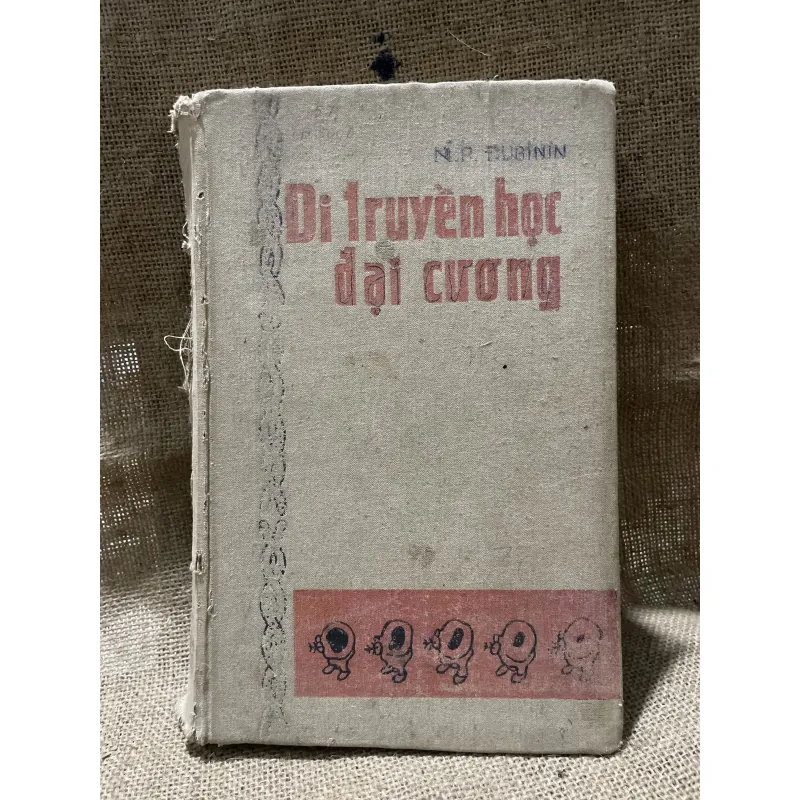 N.P. DUBININ
Di truyền học
đại cương